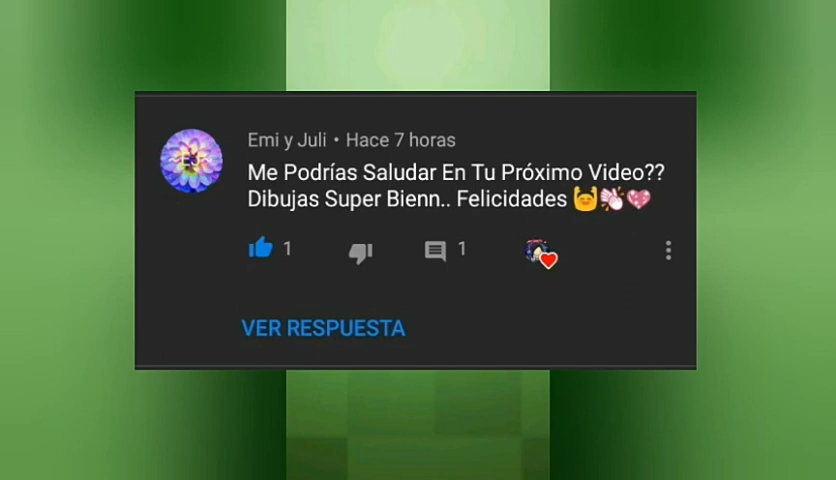 Emi y Juli • Hace 7 horas
Me Podrías Saludar En Tu Próximo Video??
Dibujas Super Bienn.. Felicidades 🙌👏💖
~EJ~
1
1
VER RESPUESTA